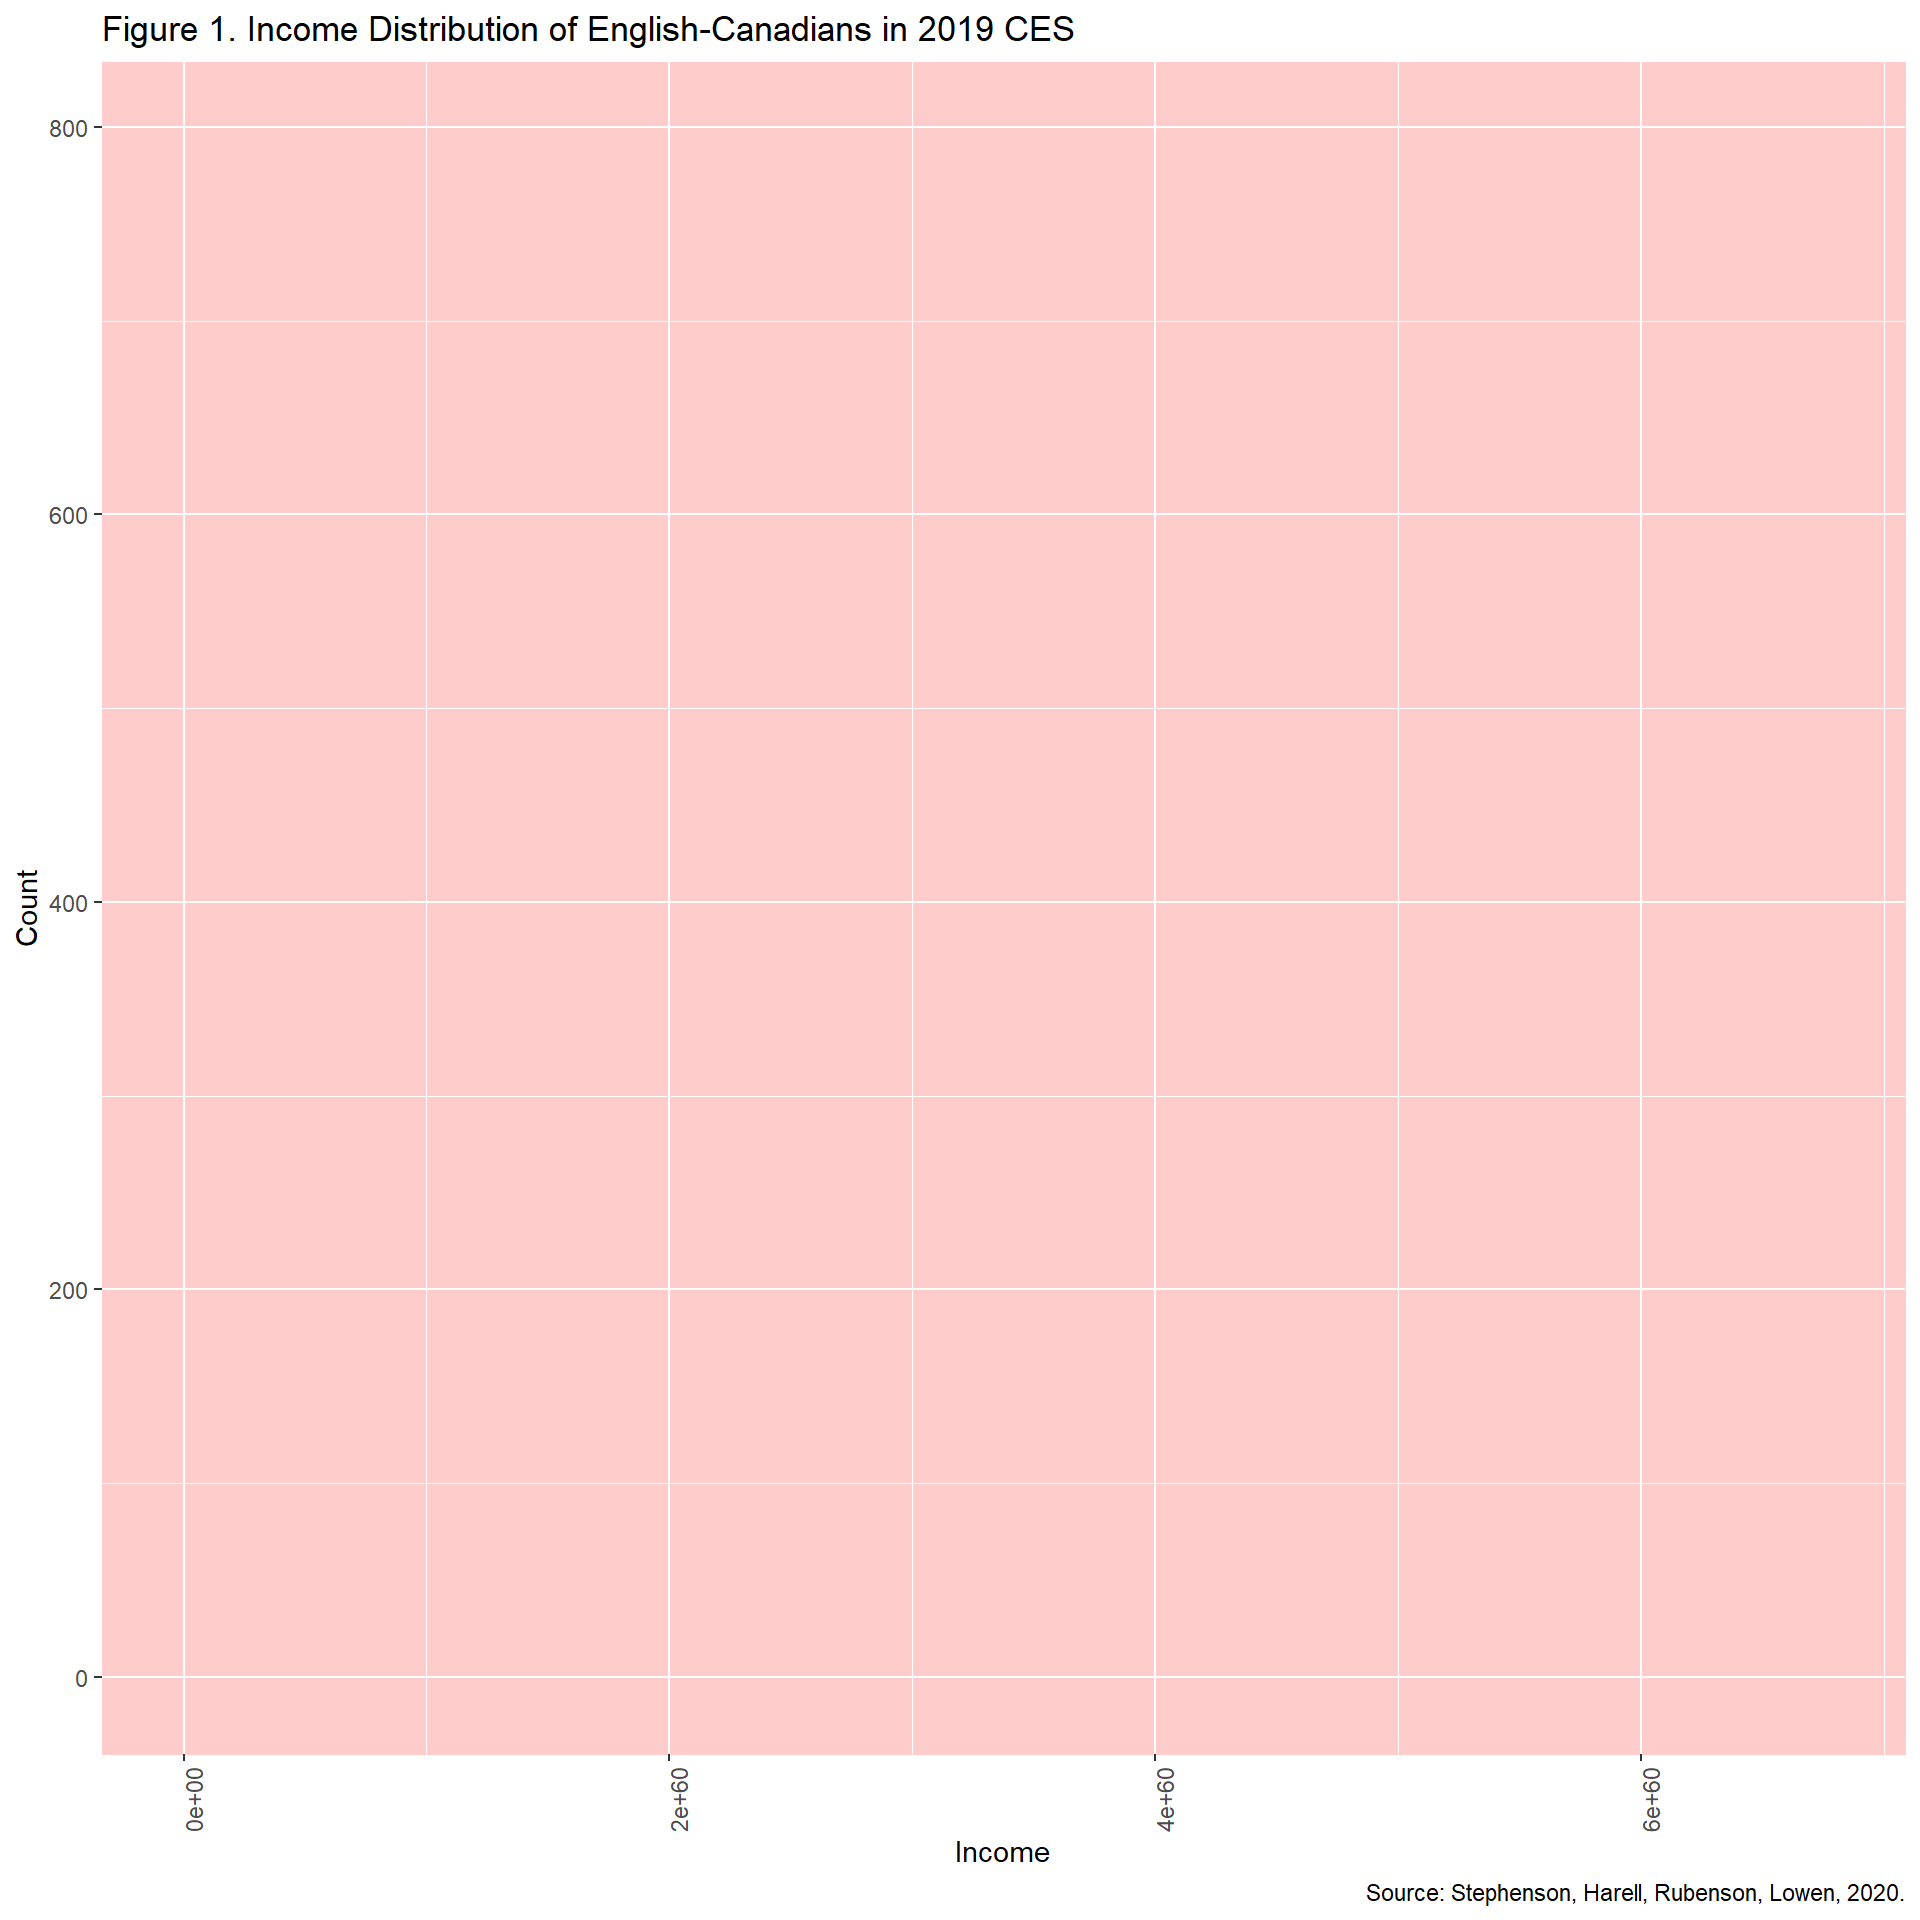 Figure 1. Income Distribution of English-Canadians in 2019 CES
800
600
400
200
0
Count
0e+00
2e+60
4e+60
6e+60
Income
Source: Stephenson, Harell, Rubenson, Lowen, 2020.